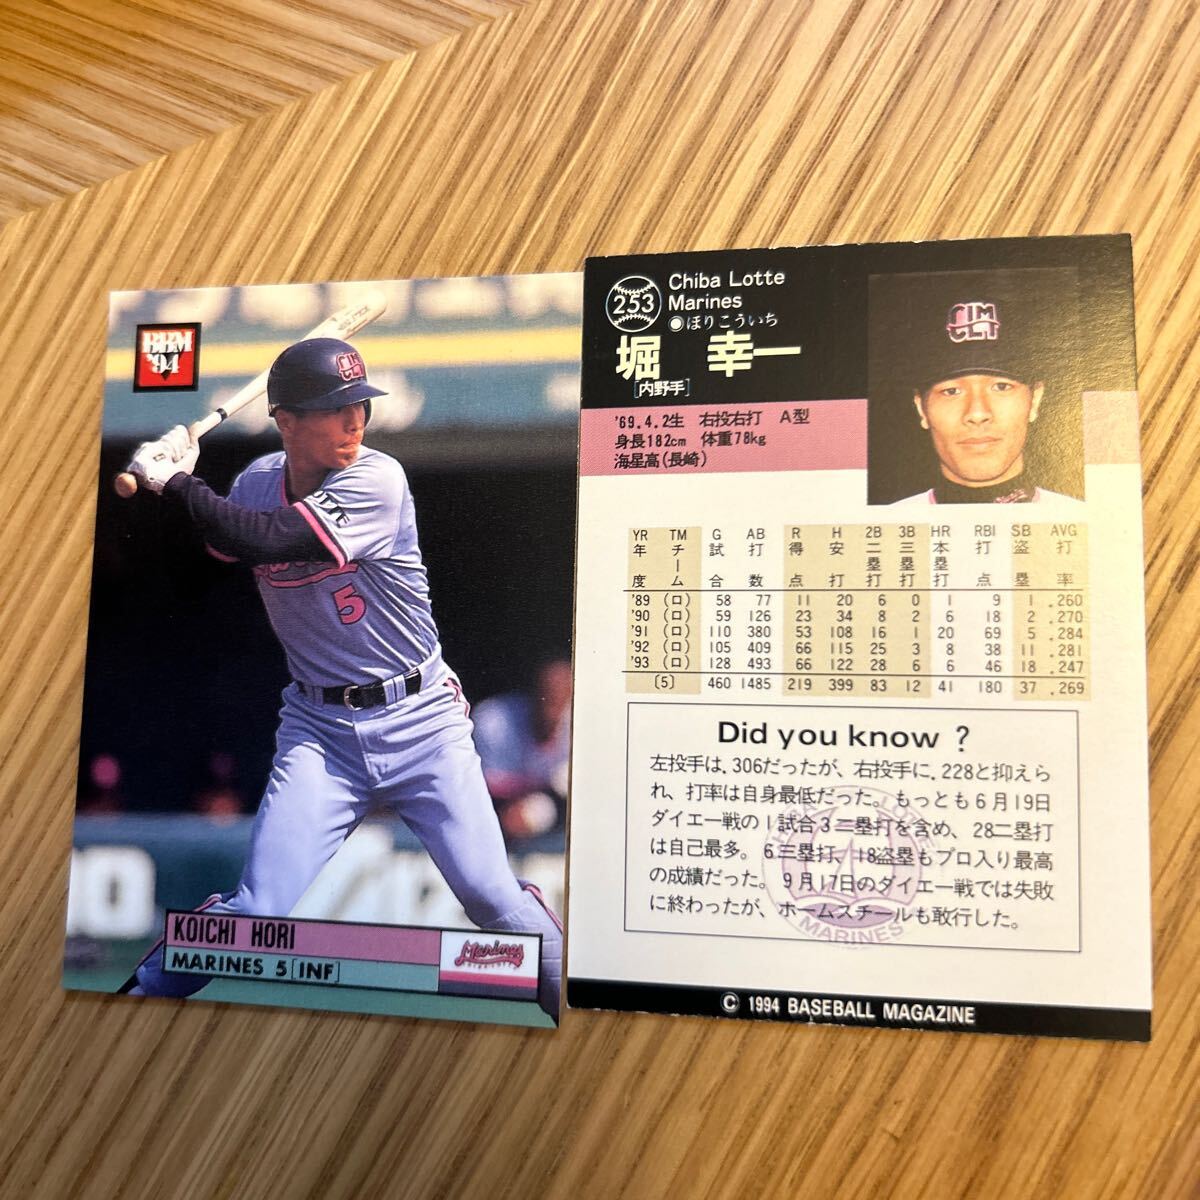 BBM
'94
CLM
LOTTE
5
KOICHI HORI
MARINES 5[INF]
Marines
253
Chiba Lotte
Marines
●ほりこういち
堀 幸一
[内野手]
'69.4.2生 右投右打 A型
身長182cm 体重78kg
海星高(長崎)
CLM
YR TM G AB R H 2B 3B HR RBI SB AVG
年度 チーム 試合 打数 得点 安打 二塁打 三塁打 本塁打 打点 盗塁 打率
'89 (ロ) 58 77 11 20 6 0 1 9 1 .260
'90 (ロ) 59 126 23 34 8 2 6 18 2 .270
'91 (ロ) 110 380 53 108 16 1 20 69 5 .284
'92 (ロ) 105 409 66 115 25 3 8 38 11 .281
'93 (ロ) 128 493 66 122 28 6 6 46 18 .247
[5] 460 1485 219 399 83 12 41 180 37 .269
Did you know ?
左投手は.306だったが、右投手に.228と抑えら
れ、打率は自身最低だった。もっとも6月19日
ダイエー戦の1試合3二塁打を含め、28二塁打
は自己最多。6三塁打、18盗塁もプロ入り最高
の成績だった。9月17日のダイエー戦では失敗
に終わったが、ホームスチールも敢行した。
MARINES
© 1994 BASEBALL MAGAZINE